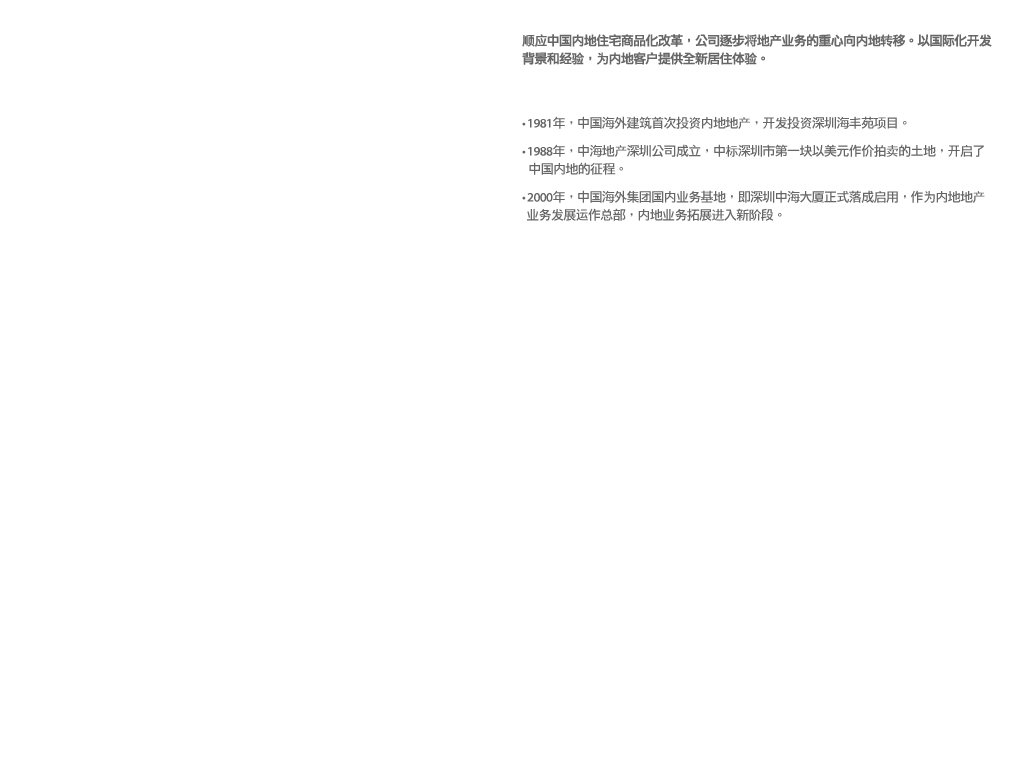 顺应中国内地住宅商品化改革，公司逐步将地产业务的重心向内地转移。以国际化开发
背景和经验，为内地客户提供全新居住体验。
•1981年，中国海外建筑首次投资内地地产，开发投资深圳海丰苑项目。
•1988年，中海地产深圳公司成立，中标深圳市第一块以美元作价拍卖的土地，开启了
中国内地的征程。
•2000年，中国海外集团国内业务基地，即深圳中海大厦正式落成启用，作为内地地产
业务发展运作总部，内地业务拓展进入新阶段。